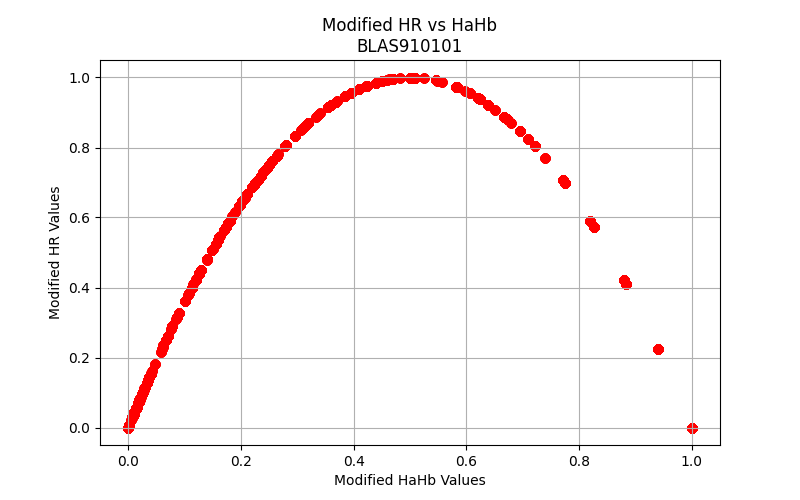 Modified HR vs HaHb
BLAS910101
Modified HR Values
1.0
0.8
0.6
0.4
0.2
0.0
0.0 0.2 0.4 0.6 0.8 1.0
Modified HaHb Values